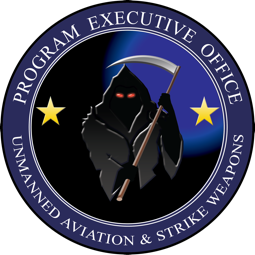 PROGRAM EXECUTIVE OFFICE
UNMANNED AVIATION & STRIKE WEAPONS